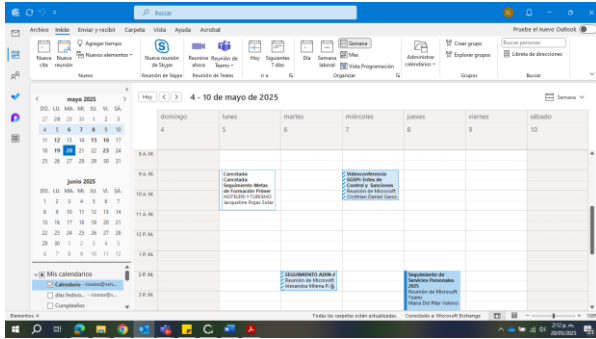 Buscar
Archivo Inicio Enviar y recibir Carpeta Vista Ayuda Acrobat
Pruebe el nuevo Outlook
Nueva cita
Nueva reunión
Agregar tiempo
Nuevos elementos
Nuevo
Nueva reunión de Skype
Reunión de Skype
Reunirse ahora
Reunión de Teams
Reunión de Teams
Hoy
Siguientes 7 días
Ir a
Día
Semana laboral
Semana
Mes
Vista Programación
Organizar
Administrar calendarios
Crear grupo
Explorar grupos
Grupos
Buscar personas
Libreta de direcciones
Buscar
mayo 2025
DO. LU. MA. MI. JU. VI. SÁ.
27 28 29 30 1 2 3
4 5 6 7 8 9 10
11 12 13 14 15 16 17
18 19 20 21 22 23 24
25 26 27 28 29 30 31
junio 2025
DO. LU. MA. MI. JU. VI. SÁ.
1 2 3 4 5 6 7
8 9 10 11 12 13 14
15 16 17 18 19 20 21
22 23 24 25 26 27 28
29 30 1 2 3 4 5
6 7 8 9 10 11 12
Mis calendarios
Calendario
días festivo...
Cumpleaños
Hoy
4 - 10 de mayo de 2025
Semana
domingo lunes martes miércoles jueves viernes sábado
4 5 6 7 8 9 10
8 A. M.
9 A. M.
10 A. M.
11 A. M.
12 P. M.
1 P. M.
2 P. M.
3 P. M.
Cancelada:
Cancelada:
Seguimiento Metas
de Formación Primer
HOTELERI Y TURISMO
Jacqueline Rojas Solar
Videoconferencia
SGSPI: Entes de
Control y Sanciones
Reunión de Microsoft
Cristhian Daniel
SEGUIMIENTO ADIN-
Reunión de Microsoft
Alexandra Milena P
Seguimiento de
Servicios Personales
2025
Reunión de Microsoft
Teams
Maria Del Pilar Valero
Elementos: 4
Todas las carpetas están actualizadas.
Conectado a: Microsoft Exchange
2:12 p. m.
20/05/2025